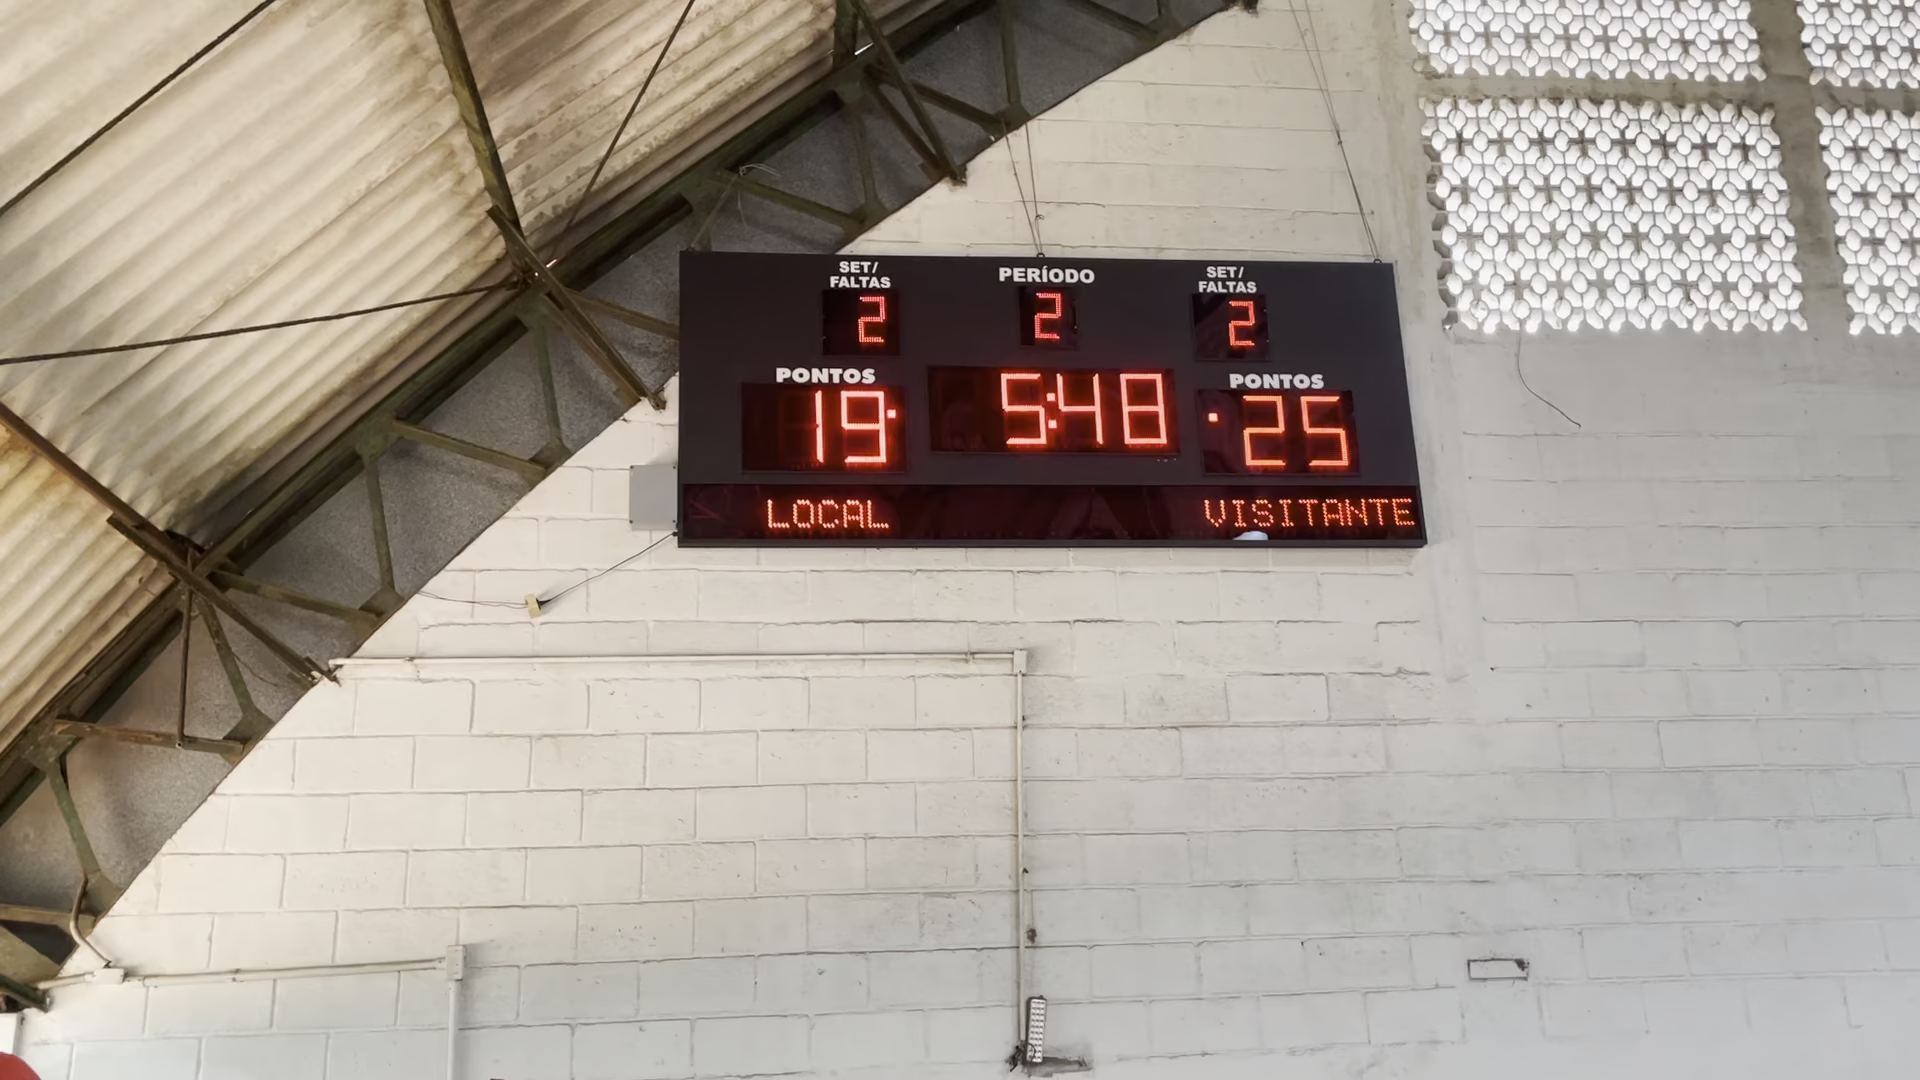 SET/ PERÍODO SET/
FALTAS FALTAS
2 2 2
PONTOS 5:48 PONTOS
19 25
LOCAL VISITANTE